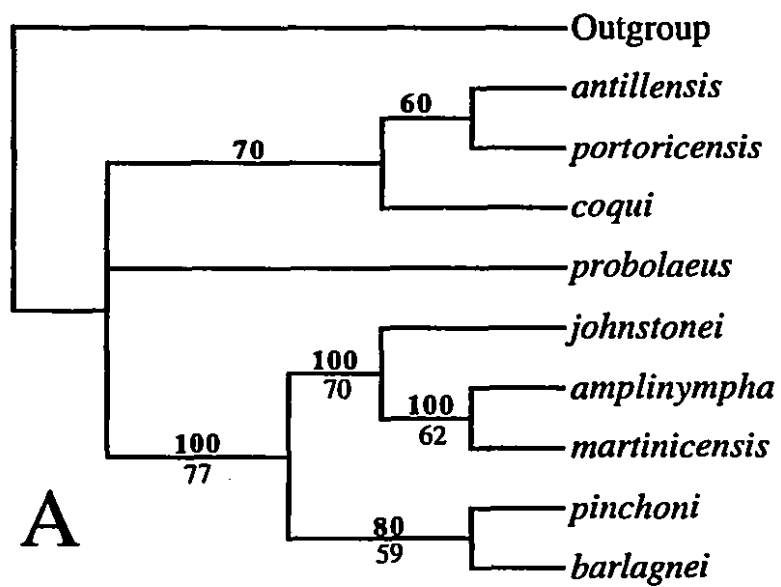 Outgroup
antillensis
60
portoricensis
70
coqui
probolaeus
johnstonei
100
70
amplinympha
100
62
martinicensis
100
77
pinchoni
80
59
barlagnei
A